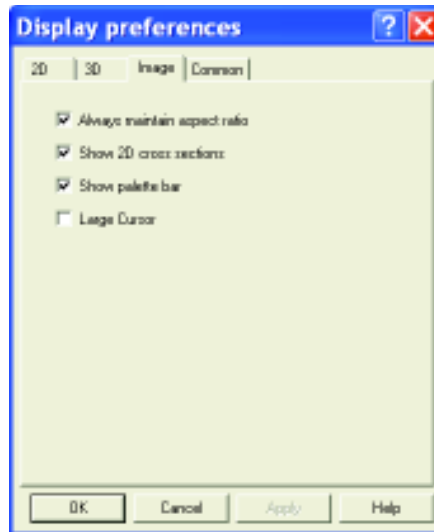 Display preferences ?
2D 3D Image Common
Always maintain aspect ratio
Show 2D cross sections
Show palette bar
Large Cursor
OK Cancel Apply Help